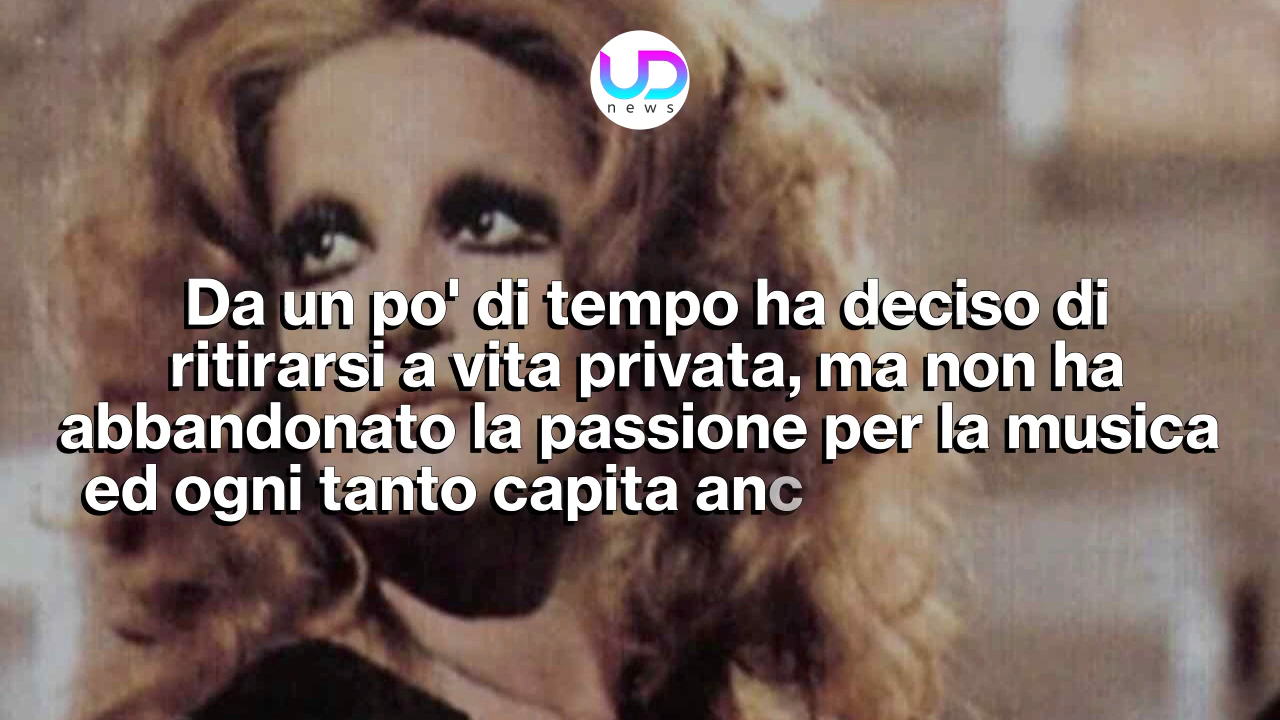 UD
news
Da un po' di tempo ha deciso di
ritirarsi a vita privata, ma non ha
abbandonato la passione per la musica
ed ogni tanto capita anc